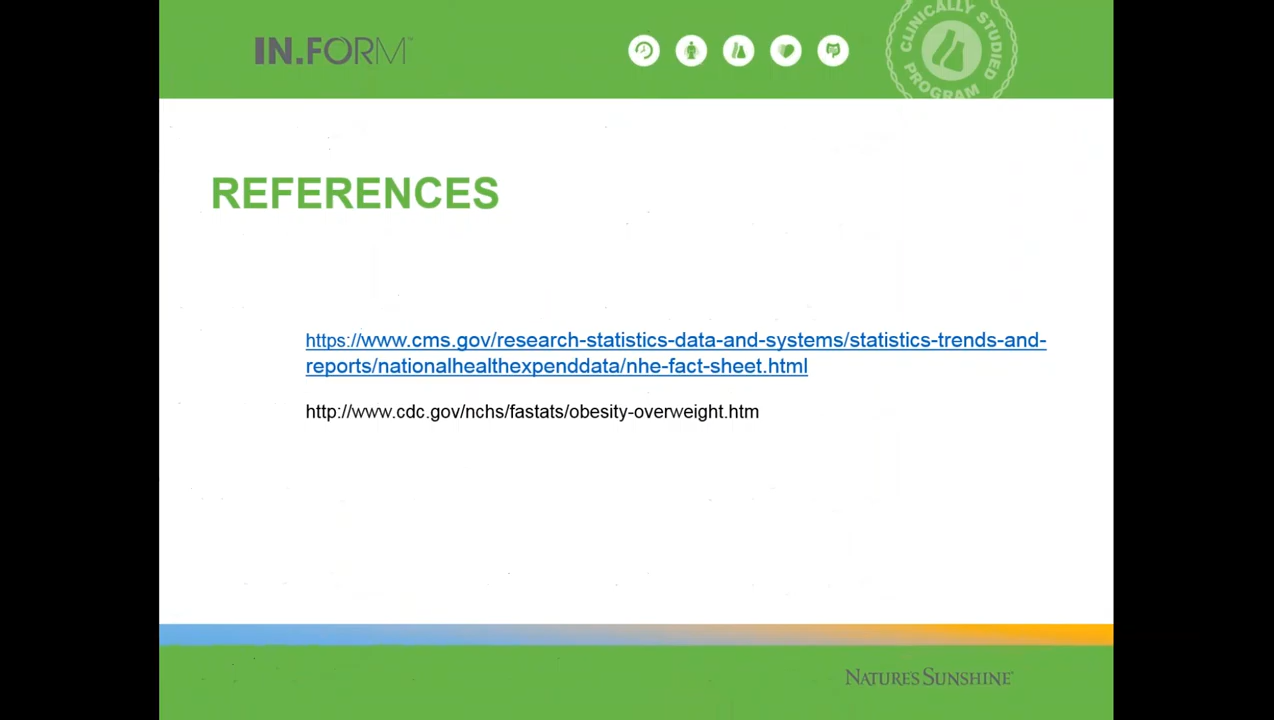 IN.FORM™
CLINICALLY STUDIED
PROGRAM
REFERENCES
https://www.cms.gov/research-statistics-data-and-systems/statistics-trends-and-
reports/nationalhealthexpenddata/nhe-fact-sheet.html
http://www.cdc.gov/nchs/fastats/obesity-overweight.htm
NATURE'S SUNSHINE®